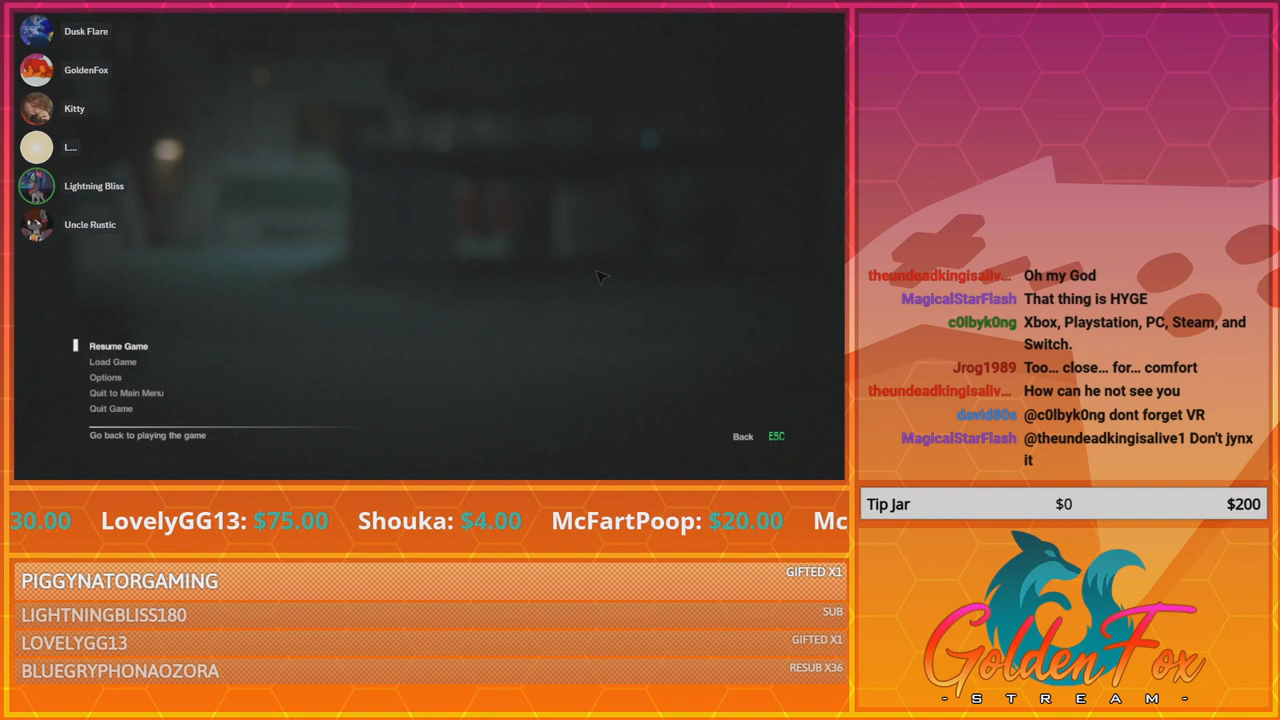 Dusk Flare
GoldenFox
Kitty
L...
Lightning Bliss
Uncle Rustic
Resume Game
Load Game
Options
Quit to Main Menu
Quit Game
Go back to playing the game
Back ESC
theundeadkingisaliv... Oh my God
MagicalStarFlash That thing is HYGE
c0lbyk0ng Xbox, Playstation, PC, Steam, and
Switch.
Jrog1989 Too... close... for... comfort
theundeadkingisaliv... How can he not see you
david80s @c0lbyk0ng dont forget VR
MagicalStarFlash @theundeadkingisalive1 Don't jynx
it
Tip Jar $0 $200
30.00 LovelyGG13: $75.00 Shouka: $4.00 McFartPoop: $20.00 Mc
PIGGYNATORGAMING GIFTED X1
LIGHTNINGBLISS180 SUB
LOVELYGG13 GIFTED X1
BLUEGRYPHONAOZORA RESUB X36
GoldenFox
- S T R E A M -